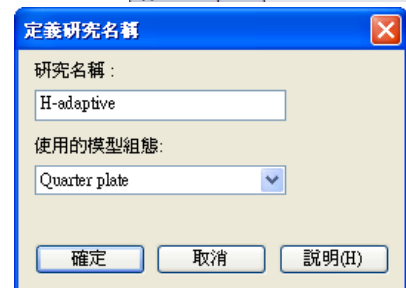 定義研究名稱
研究名稱：
H-adaptive
使用的模型組態:
Quarter plate
確定
取消
說明(H)